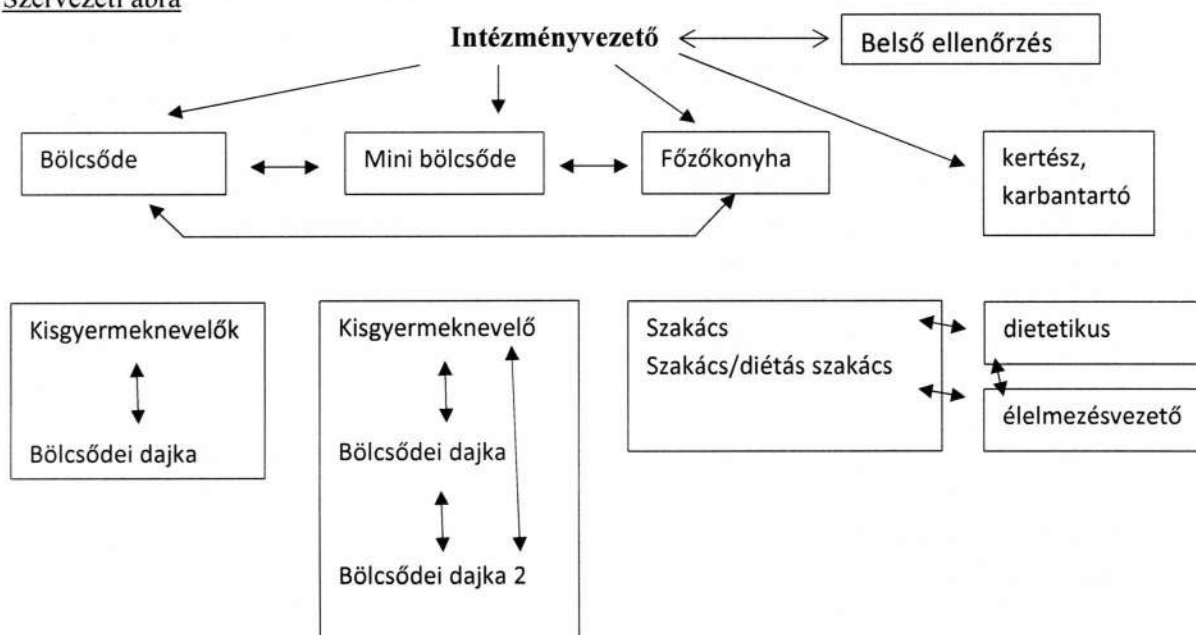 Szervezeti ábra
Intézményvezető
Belső ellenőrzés
Bölcsőde
Mini bölcsőde
Főzőkonyha
kertész,
karbantartó
Kisgyermeknevelők
Bölcsődei dajka
Kisgyermeknevelő
Bölcsődei dajka
Bölcsődei dajka 2
Szakács
Szakács/diétás szakács
dietetikus
élelmezésvezető